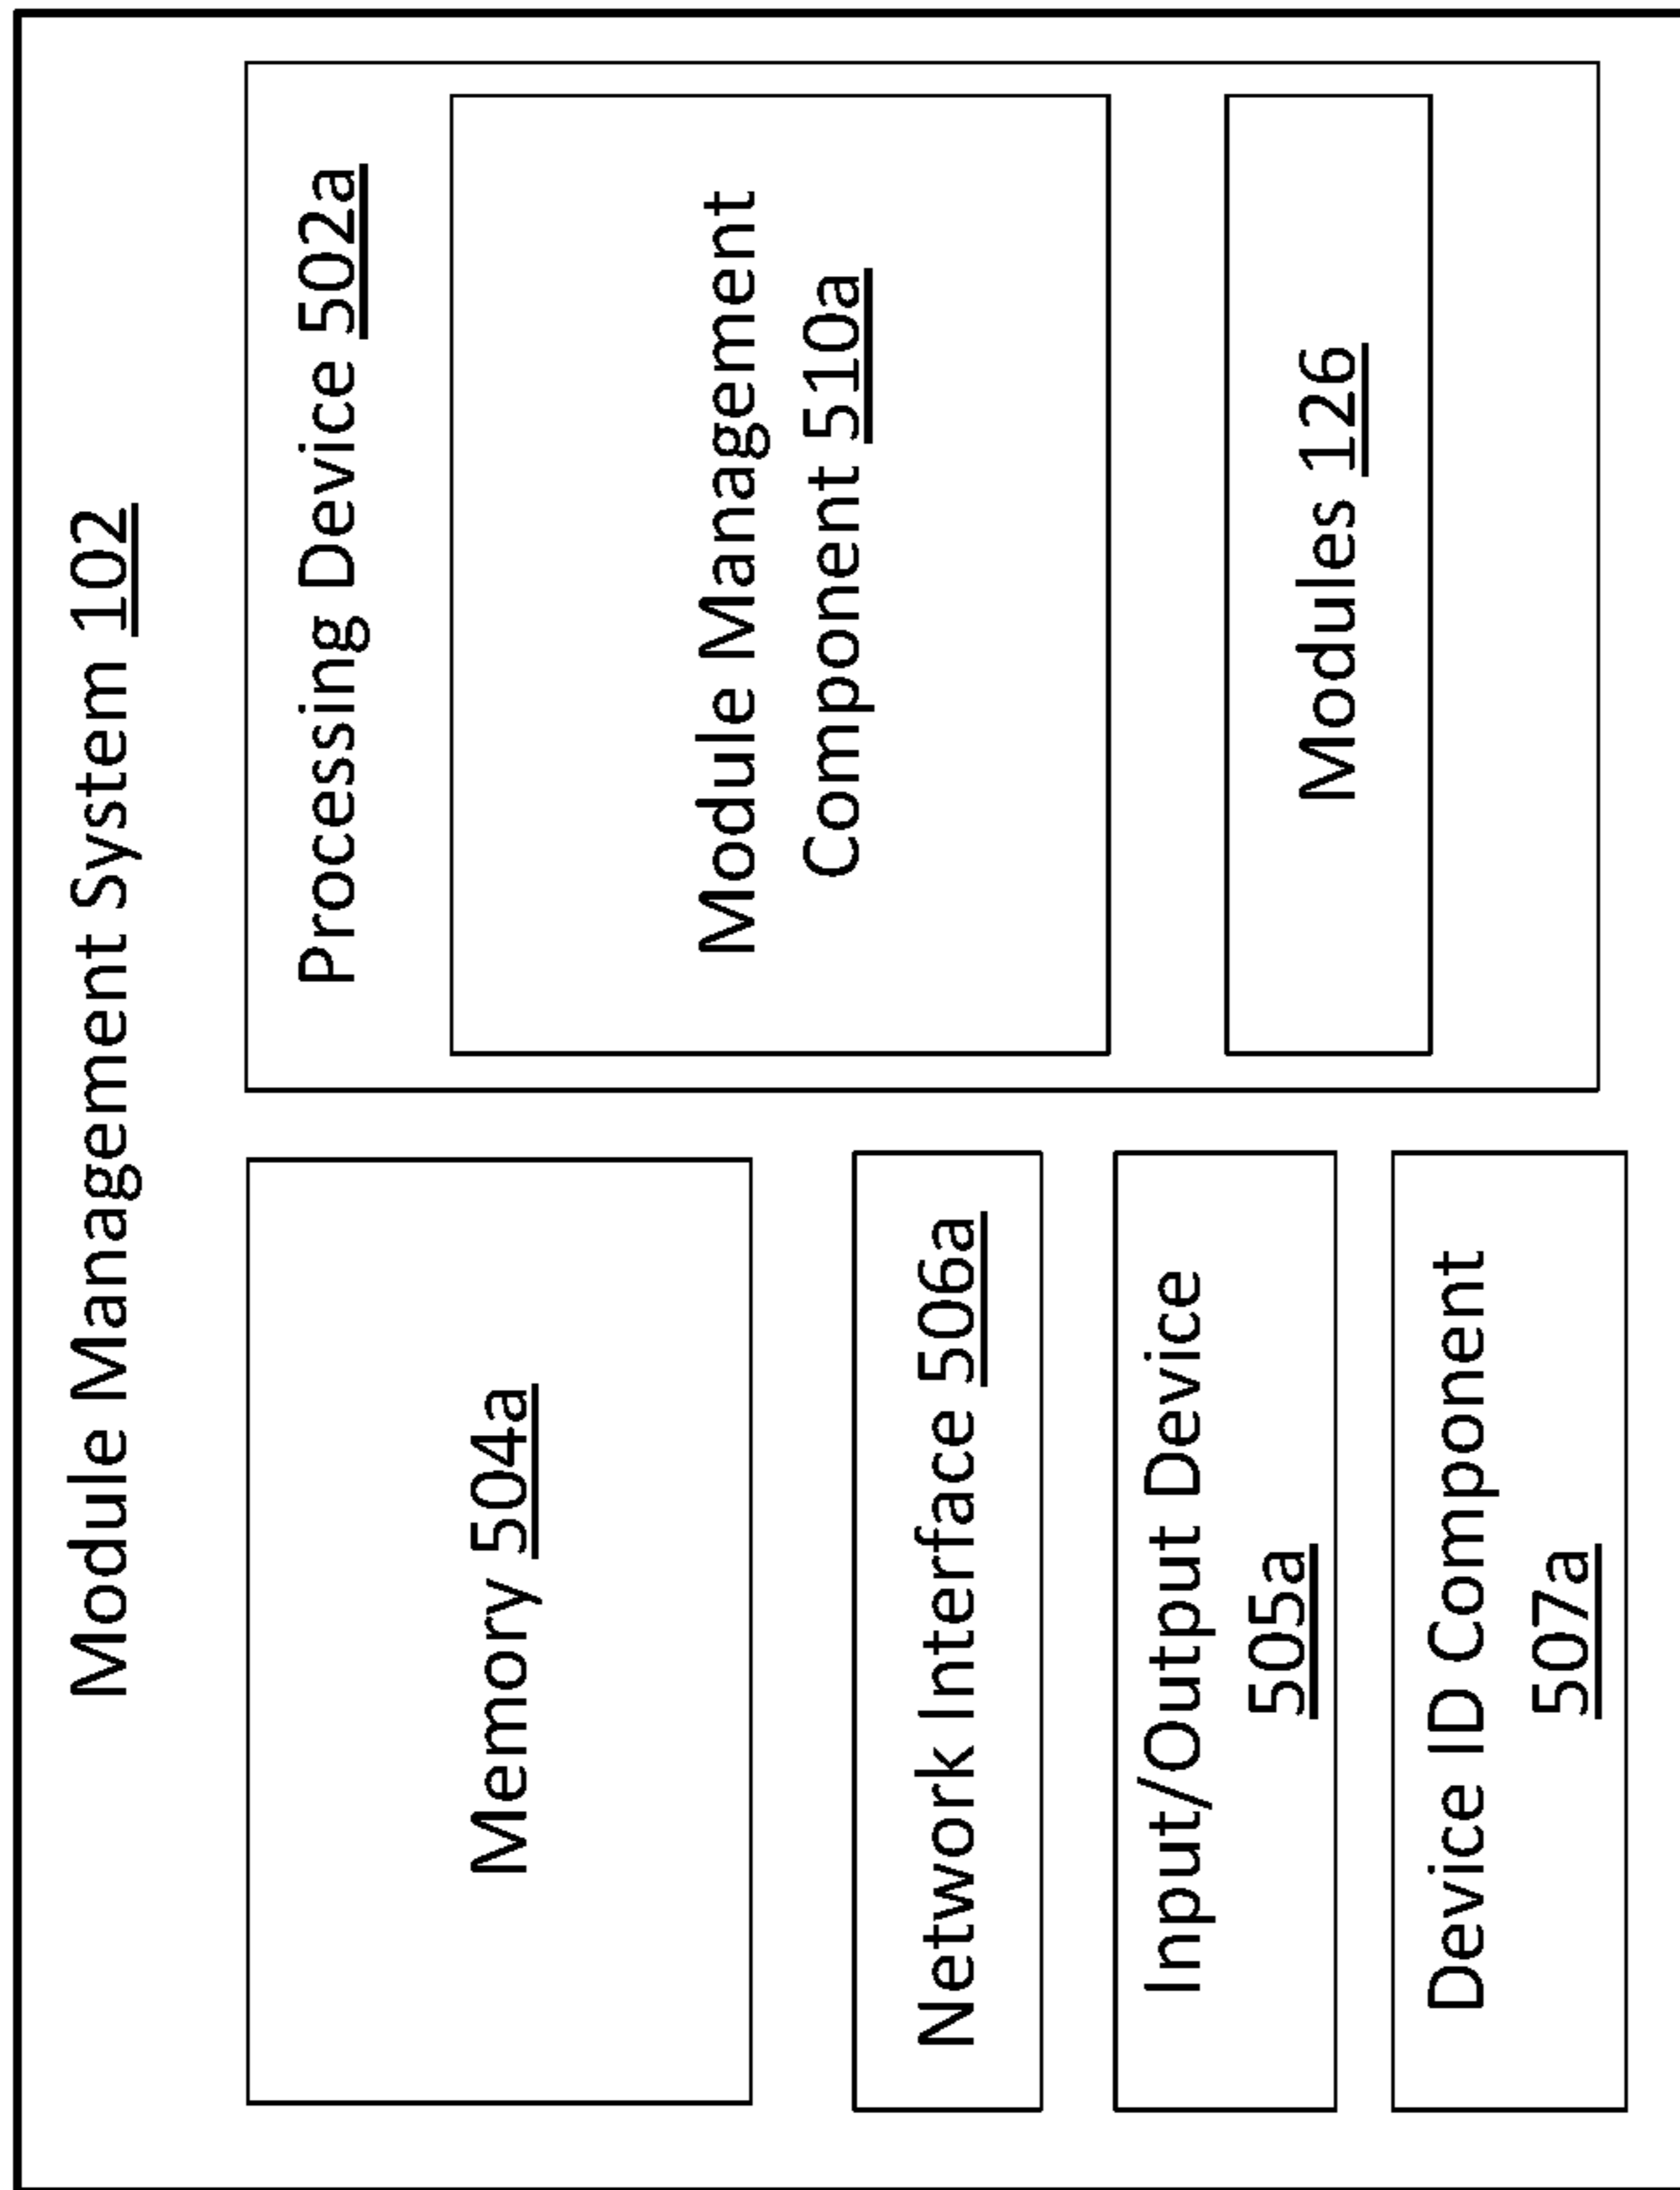 Module Management System 102
Memory 504a
Network Interface 506a
Input/Output Device
505a
Device ID Component
507a
Processing Device 502a
Module Management
Component 510a
Modules 126